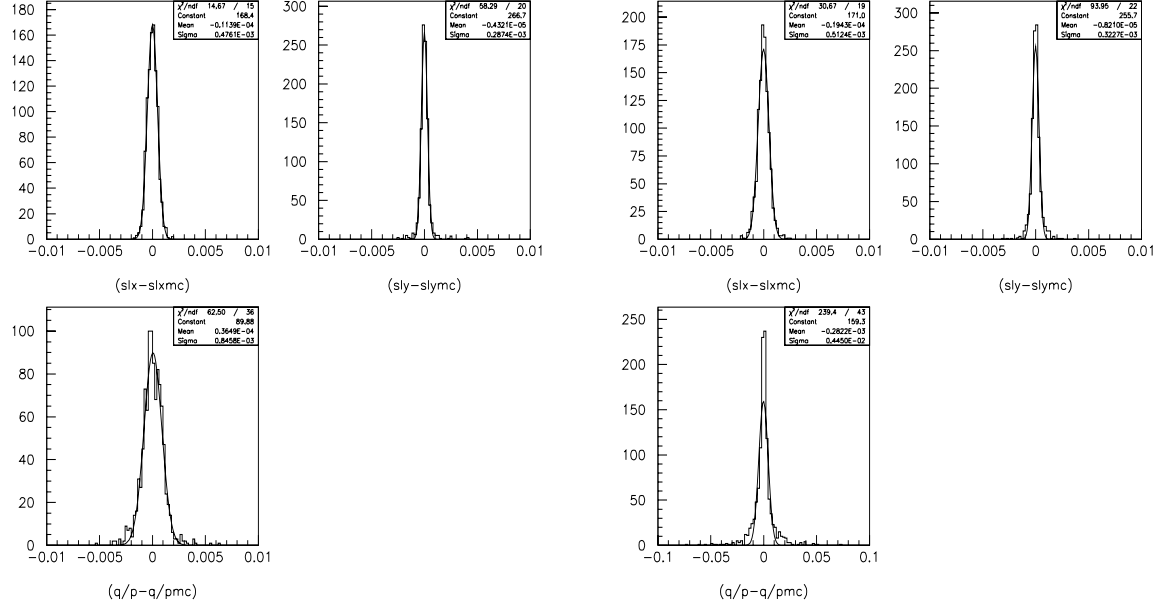 χ²/ndf 14.67 / 15
Constant 168.4
Mean -0.1139E-04
Sigma 0.4761E-03
180
160
140
120
100
80
60
40
20
0
-0.01 -0.005 0 0.005 0.01
(slx-slxmc)
χ²/ndf 58.29 / 20
Constant 266.7
Mean -0.4321E-05
Sigma 0.2874E-03
300
250
200
150
100
50
0
-0.01 -0.005 0 0.005 0.01
(sly-slymc)
χ²/ndf 30.67 / 19
Constant 171.0
Mean -0.1943E-04
Sigma 0.5124E-03
200
175
150
125
100
75
50
25
0
-0.01 -0.005 0 0.005 0.01
(slx-slxmc)
χ²/ndf 93.95 / 22
Constant 255.7
Mean -0.8210E-05
Sigma 0.3227E-03
300
250
200
150
100
50
0
-0.01 -0.005 0 0.005 0.01
(sly-slymc)
χ²/ndf 62.50 / 36
Constant 89.88
Mean 0.3649E-04
Sigma 0.8458E-03
100
80
60
40
20
0
-0.01 -0.005 0 0.005 0.01
(q/p-q/pmc)
χ²/ndf 239.4 / 43
Constant 159.3
Mean -0.2822E-03
Sigma 0.4450E-02
250
200
150
100
50
0
-0.1 -0.05 0 0.05 0.1
(q/p-q/pmc)